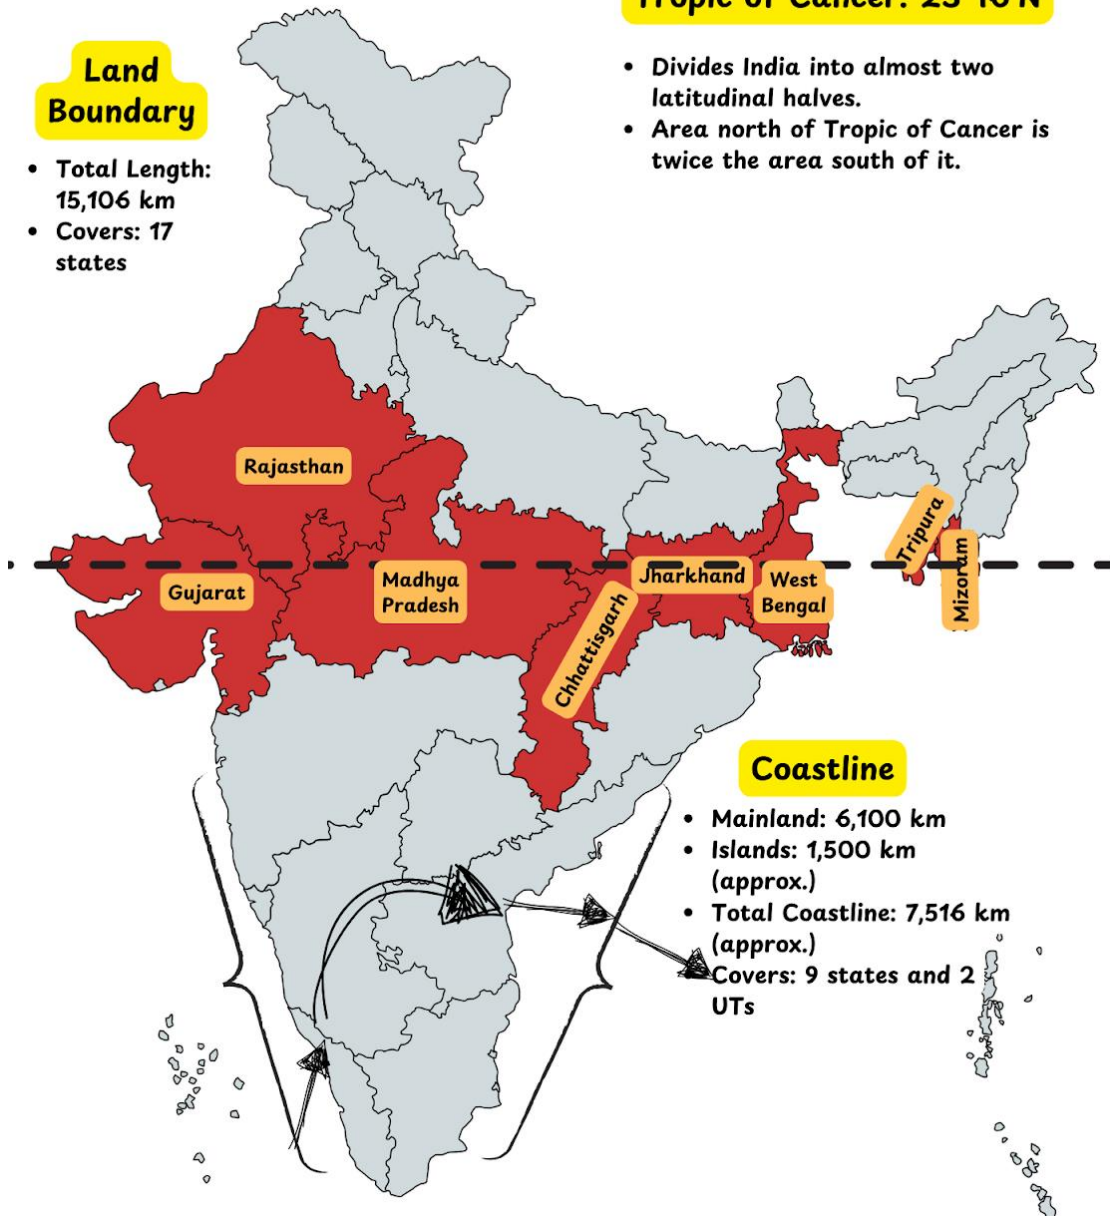 Tropic of Cancer: 23°10'N
Land
Boundary
• Total Length:
15,106 km
• Covers: 17
states
• Divides India into almost two
latitudinal halves.
• Area north of Tropic of Cancer is
twice the area south of it.
Rajasthan
Gujarat
Madhya
Pradesh
Chhattisgarh
Jharkhand
West
Bengal
Tripura
Mizoram
Coastline
• Mainland: 6,100 km
• Islands: 1,500 km
(approx.)
• Total Coastline: 7,516 km
(approx.)
Covers: 9 states and 2
UTs